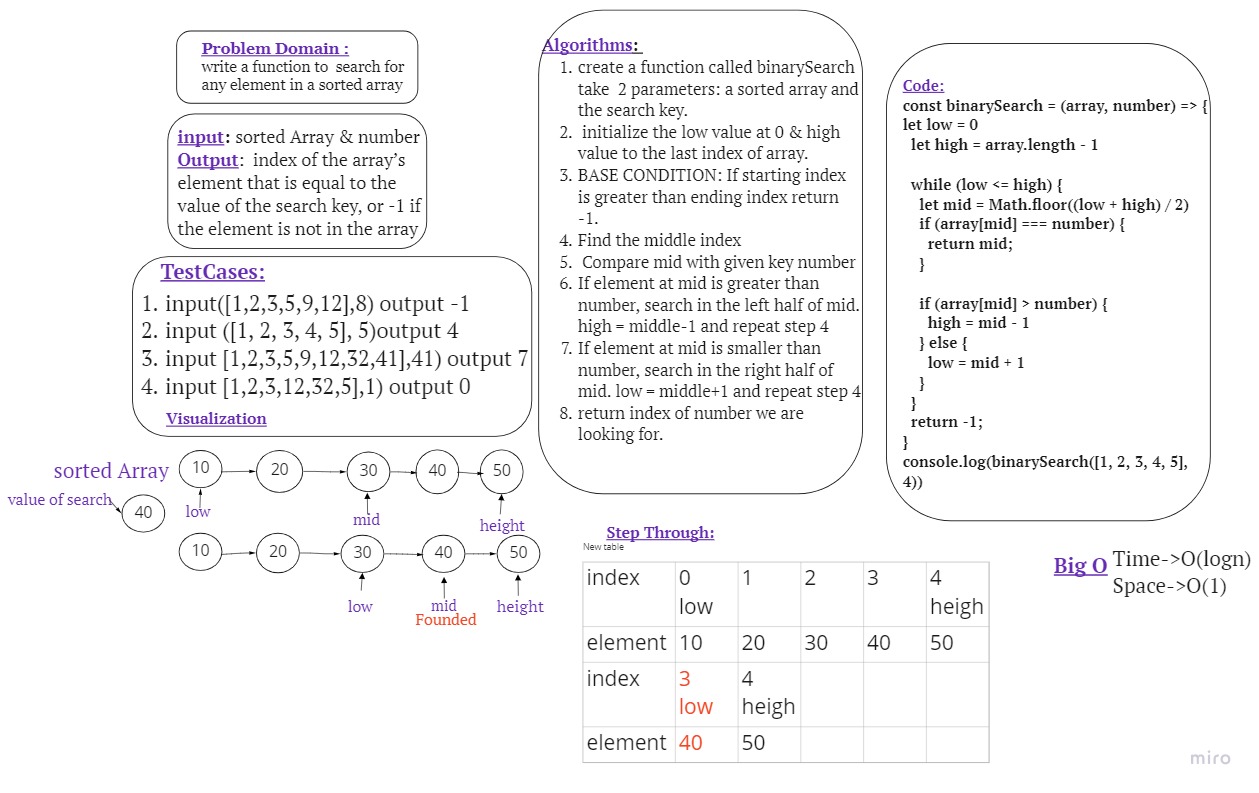 Problem Domain :
write a function to search for
any element in a sorted array
input: sorted Array & number
Output: index of the array's
element that is equal to the
value of the search key, or -1 if
the element is not in the array
TestCases:
1. input([1,2,3,5,9,12],8) output -1
2. input ([1, 2, 3, 4, 5], 5)output 4
3. input [1,2,3,5,9,12,32,41],41) output 7
4. input [1,2,3,12,32,5],1) output 0
Visualization
sorted Array
10 20 30 40 50
value of search
40
low
mid
height
10 20 30 40 50
low
mid
height
Founded
Algorithms:
1. create a function called binarySearch
take 2 parameters: a sorted array and
the search key.
2. initialize the low value at 0 & high
value to the last index of array.
3. BASE CONDITION: If starting index
is greater than ending index return
-1.
4. Find the middle index
5. Compare mid with given key number
6. If element at mid is greater than
number, search in the left half of mid.
high = middle-1 and repeat step 4
7. If element at mid is smaller than
number, search in the right half of
mid. low = middle+1 and repeat step 4
8. return index of number we are
looking for.
Code:
const binarySearch = (array, number) => {
let low = 0
let high = array.length - 1
while (low <= high) {
let mid = Math.floor((low + high) / 2)
if (array[mid] === number) {
return mid;
}
if (array[mid] > number) {
high = mid - 1
} else {
low = mid + 1
}
}
return -1;
}
console.log(binarySearch([1, 2, 3, 4, 5],
4))
Step Through:
New table
index 0 1 2 3 4
low heigh
element 10 20 30 40 50
index 3 4
low heigh
element 40 50
Big O
Time->O(logn)
Space->O(1)
miro